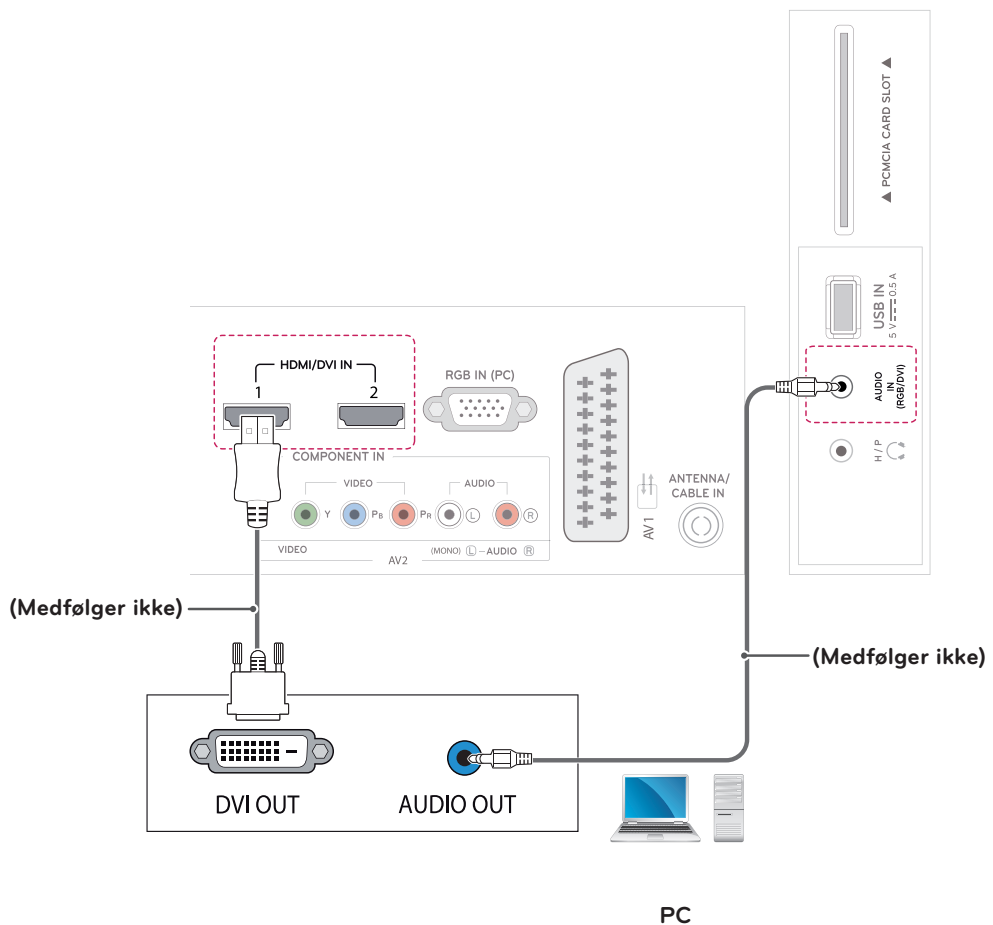 ▲ PCMCIA CARD SLOT ▲
USB IN
5 V 0.5 A
AUDIO
IN
(RGB/DVI)
H / P
HDMI/DVI IN
1
2
RGB IN (PC)
COMPONENT IN
VIDEO
AUDIO
Y
PB
PR
L
R
VIDEO
AV2
(MONO) L – AUDIO R
AV 1
ANTENNA/
CABLE IN
(Medfølger ikke)
(Medfølger ikke)
DVI OUT
AUDIO OUT
PC